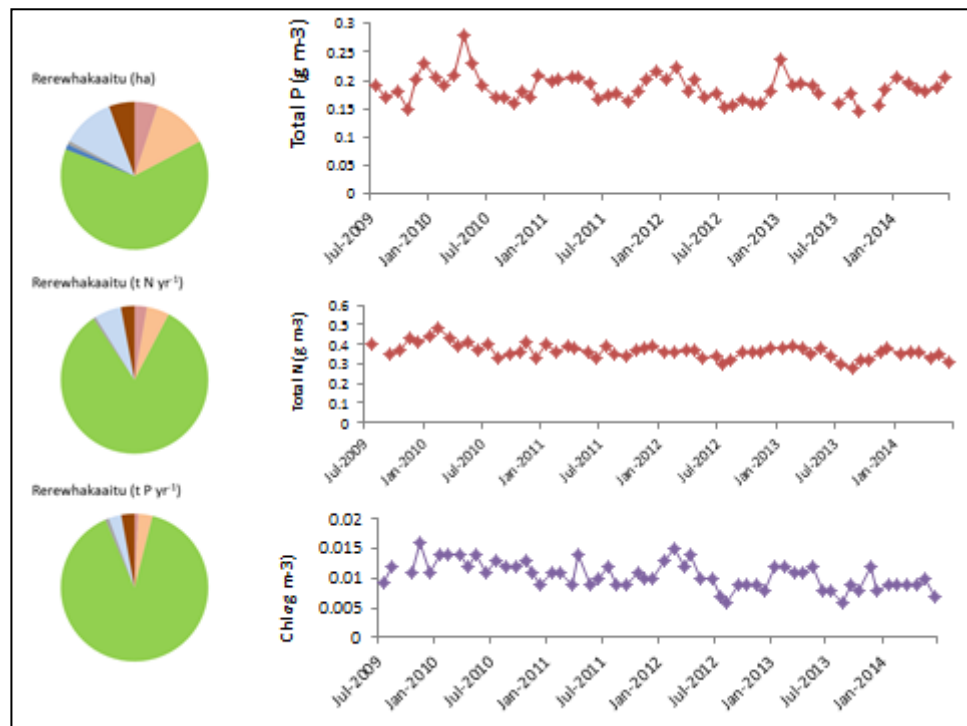 Rerewhakaaitu (ha)
Rerewhakaaitu (t N yr-1)
Rerewhakaaitu (t P yr-1)
Total P (g m-3)
0.3
0.25
0.2
0.15
0.1
0.05
0
Jul-2009
Jan-2010
Jul-2010
Jan-2011
Jul-2011
Jan-2012
Jul-2012
Jan-2013
Jul-2013
Jan-2014
Total N (g m-3)
0.6
0.5
0.4
0.3
0.2
0.1
0
Jul-2009
Jan-2010
Jul-2010
Jan-2011
Jul-2011
Jan-2012
Jul-2012
Jan-2013
Jul-2013
Jan-2014
Chl a g m-3)
0.02
0.015
0.01
0.005
0
Jul-2009
Jan-2010
Jul-2010
Jan-2011
Jul-2011
Jan-2012
Jul-2012
Jan-2013
Jul-2013
Jan-2014